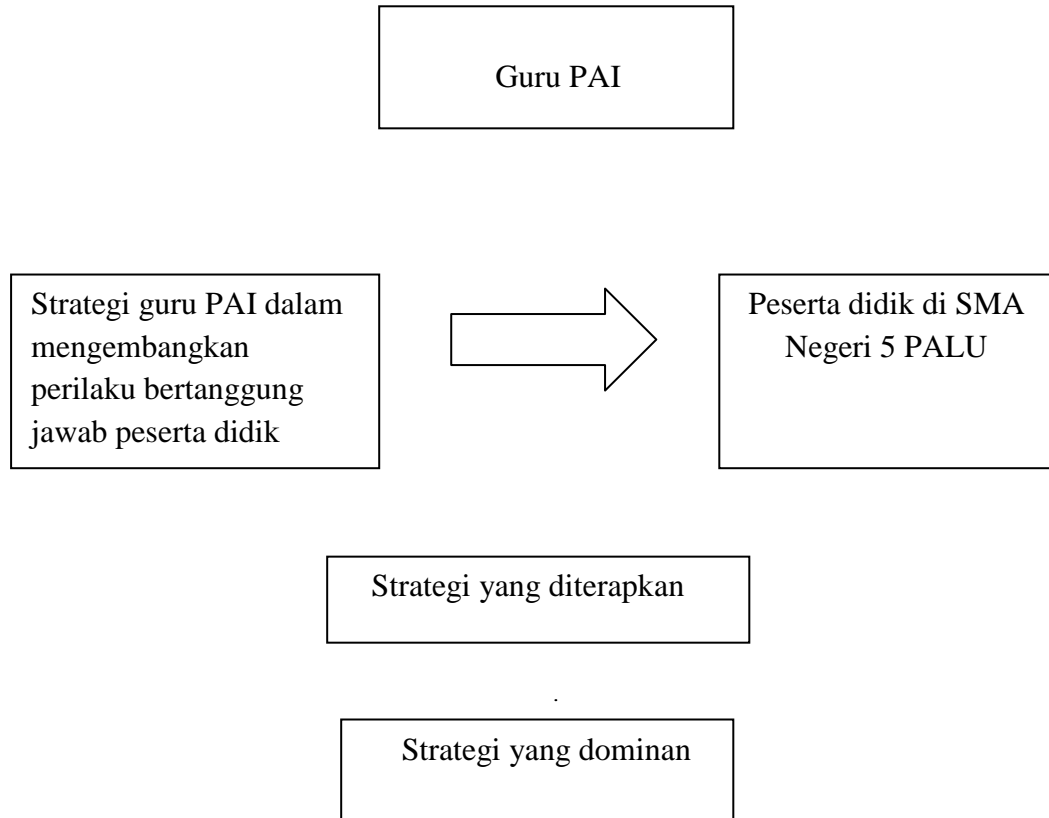 Guru PAI
Strategi guru PAI dalam
mengembangkan
perilaku bertanggung
jawab peserta didik
Peserta didik di SMA
Negeri 5 PALU
Strategi yang diterapkan
.
Strategi yang dominan